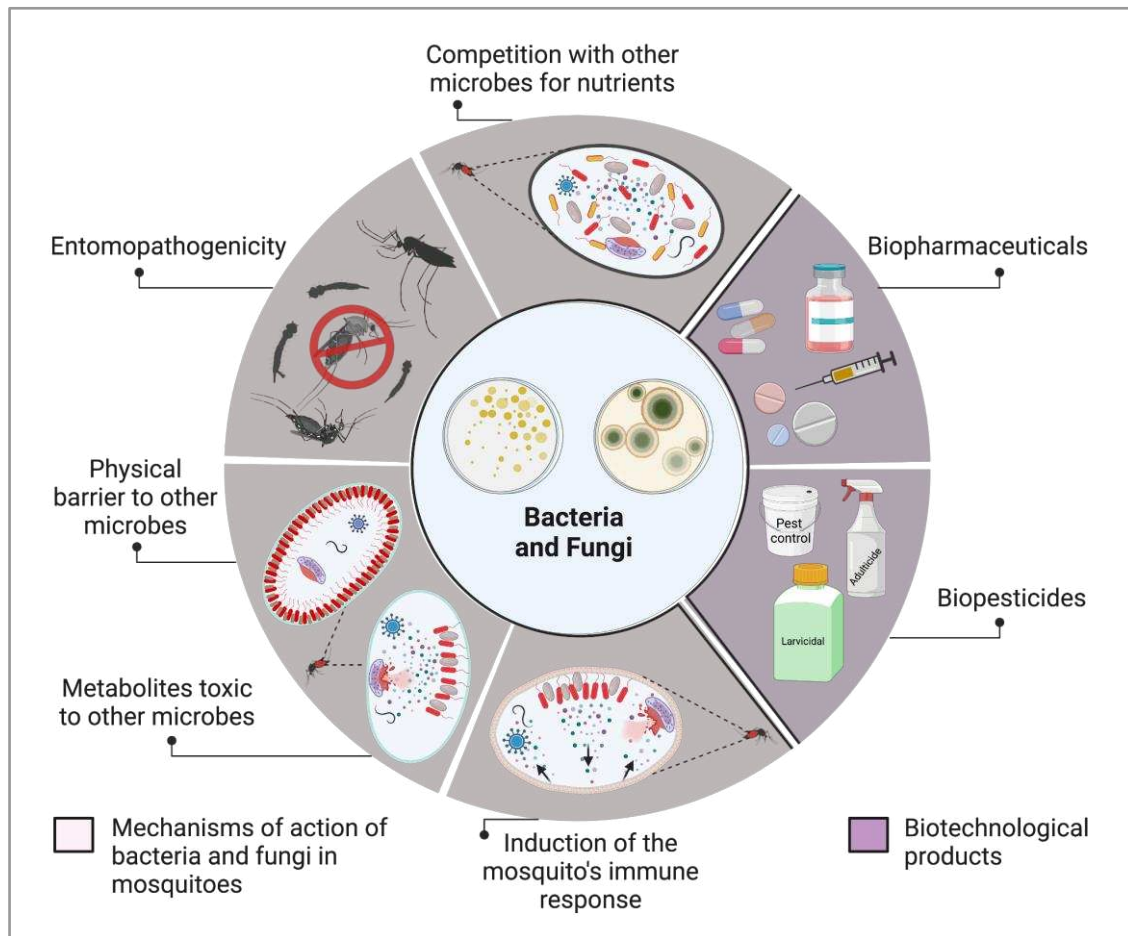 Competition with other
microbes for nutrients
Entomopathogenicity
Biopharmaceuticals
Physical
barrier to other
microbes
Bacteria
and Fungi
Pest
control
Adulticide
Larvicidal
Biopesticides
Metabolites toxic
to other microbes
Induction of the
mosquito's immune
response
Mechanisms of action of
bacteria and fungi in
mosquitoes
Biotechnological
products